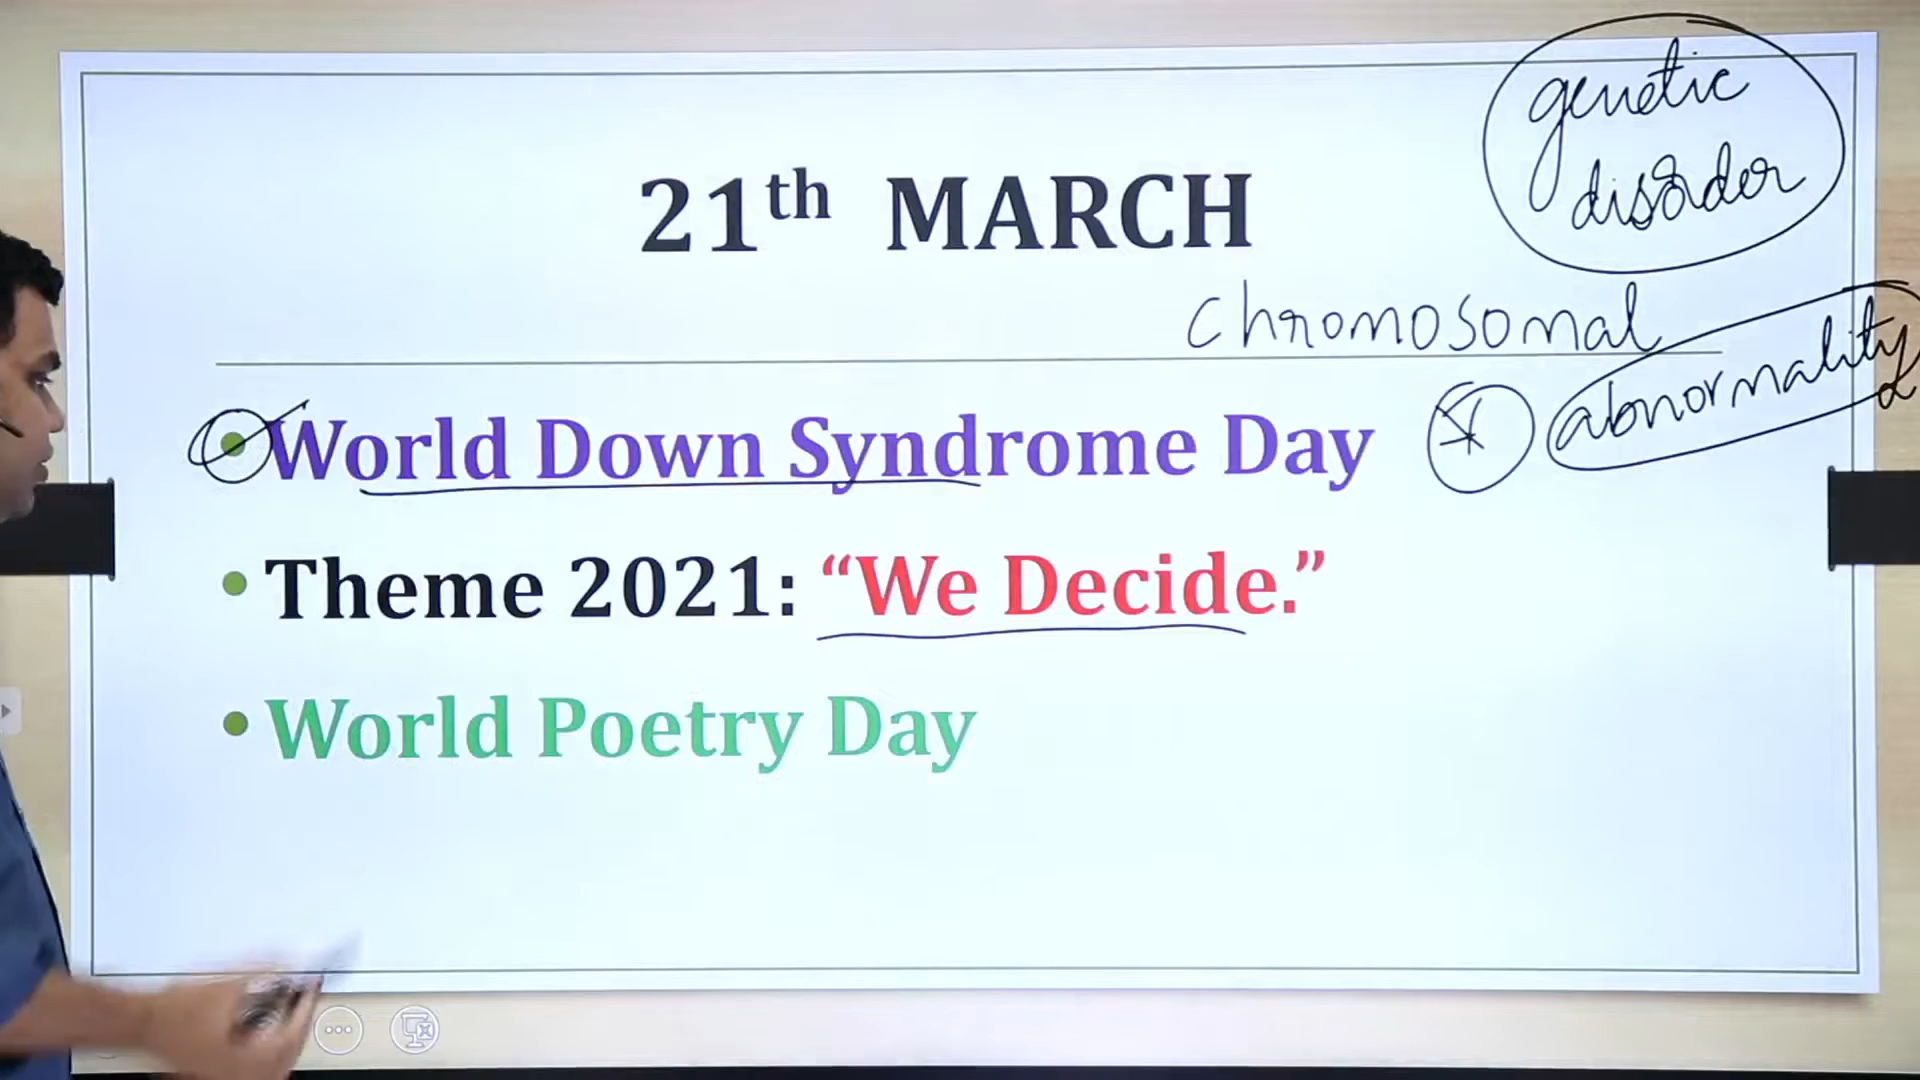 genetic
disorder
21th MARCH
chromosomal
abnormality
• World Down Syndrome Day
• Theme 2021: “We Decide.”
• World Poetry Day